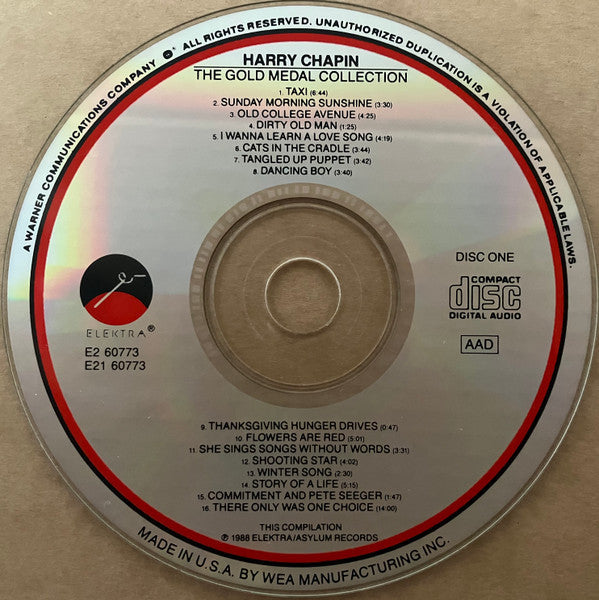 A WARNER COMMUNICATIONS COMPANY ℗ ALL RIGHTS RESERVED. UNAUTHORIZED DUPLICATION IS A VIOLATION OF APPLICABLE LAWS.
HARRY CHAPIN
THE GOLD MEDAL COLLECTION
1. TAXI (6:44)
2. SUNDAY MORNING SUNSHINE (3:30)
3. OLD COLLEGE AVENUE (4:25)
4. DIRTY OLD MAN (1:25)
5. I WANNA LEARN A LOVE SONG (4:19)
6. CATS IN THE CRADLE (3:44)
7. TANGLED UP PUPPET (3:42)
8. DANCING BOY (3:40)
DISC ONE
COMPACT
disc
DIGITAL AUDIO
ELEKTRA®
E2 60773
E21 60773
AAD
9. THANKSGIVING HUNGER DRIVES (0:47)
10. FLOWERS ARE RED (5:01)
11. SHE SINGS SONGS WITHOUT WORDS (3:31)
12. SHOOTING STAR (4:02)
13. WINTER SONG (2:30)
14. STORY OF A LIFE (5:15)
15. COMMITMENT AND PETE SEEGER (1:47)
16. THERE ONLY WAS ONE CHOICE (14:00)
THIS COMPILATION
℗ 1988 ELEKTRA/ASYLUM RECORDS
MADE IN U.S.A. BY WEA MANUFACTURING INC.